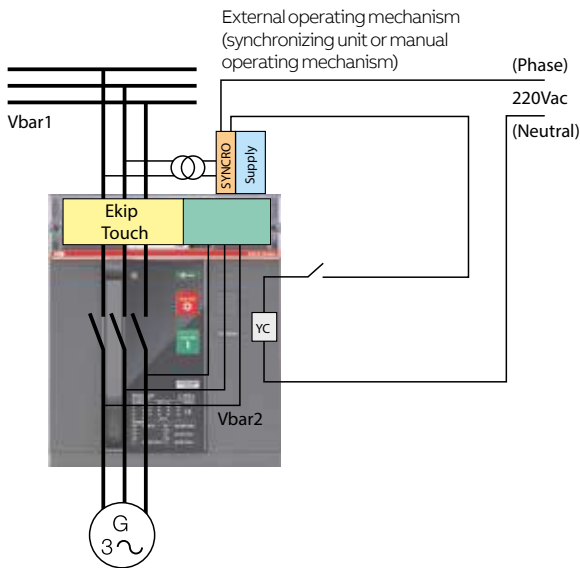 External operating mechanism
(synchronizing unit or manual
operating mechanism)
(Phase)
220Vac
(Neutral)
Vbar1
SYNCRO
Supply
Ekip
Touch
YC
Vbar2
G
3